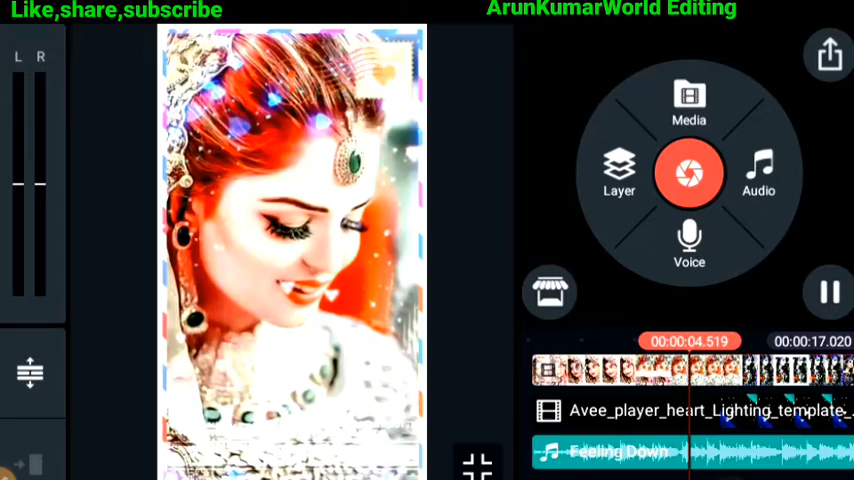 Like,share,subscribe
ArunKumarWorld Editing
L R
Media
Layer
Audio
Voice
00:00:04.519
00:00:17.020
Avee_player_heart_Lighting_template_
Feeling Down